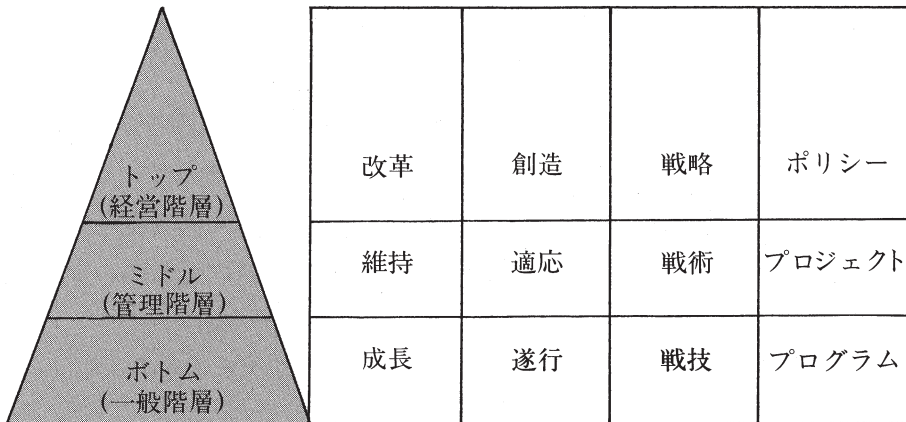 トップ
(経営階層)
改革 創造 戦略 ポリシー
ミドル
(管理階層)
維持 適応 戦術 プロジェクト
ボトム
(一般階層)
成長 遂行 戦技 プログラム